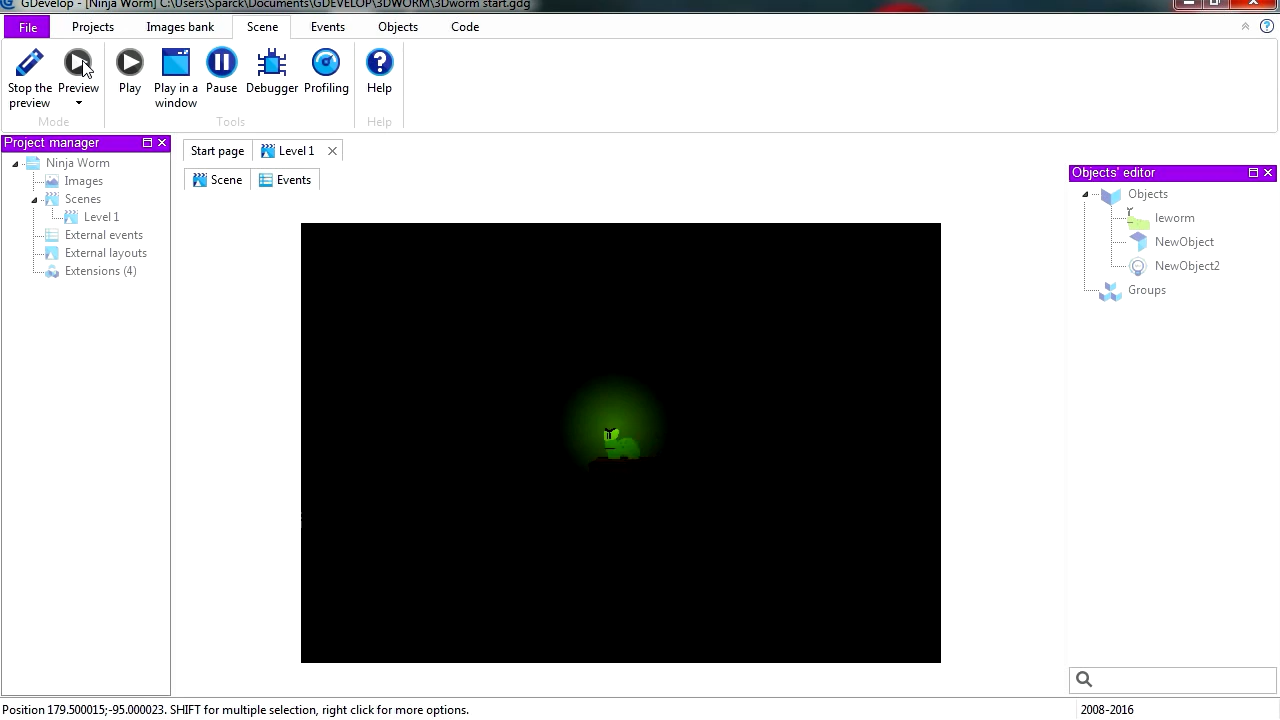 GDevelop - [Ninja Worm] C:\Users\Sparck\Documents\GDEVELOP\3DWORM\3Dworm start.gdg
File Projects Images bank Scene Events Objects Code
Stop the preview
Preview
Play
Play in a window
Pause
Debugger
Profiling
Help
Mode
Tools
Help
Project manager
Ninja Worm
Images
Scenes
Level 1
External events
External layouts
Extensions (4)
Start page
Level 1
Scene
Events
Objects' editor
Objects
leworm
NewObject
NewObject2
Groups
Position 179.500015;-95.000023. SHIFT for multiple selection, right click for more options.
2008-2016